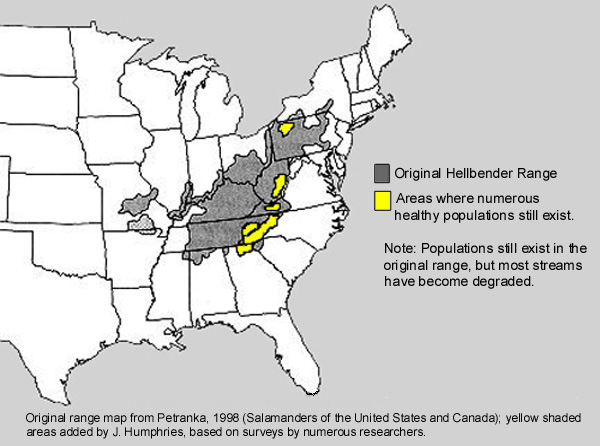 Original Hellbender Range
Areas where numerous
healthy populations still exist.
Note: Populations still exist in the
original range, but most streams
have become degraded.
Original range map from Petranka, 1998 (Salamanders of the United States and Canada); yellow shaded
areas added by J. Humphries, based on surveys by numerous researchers.